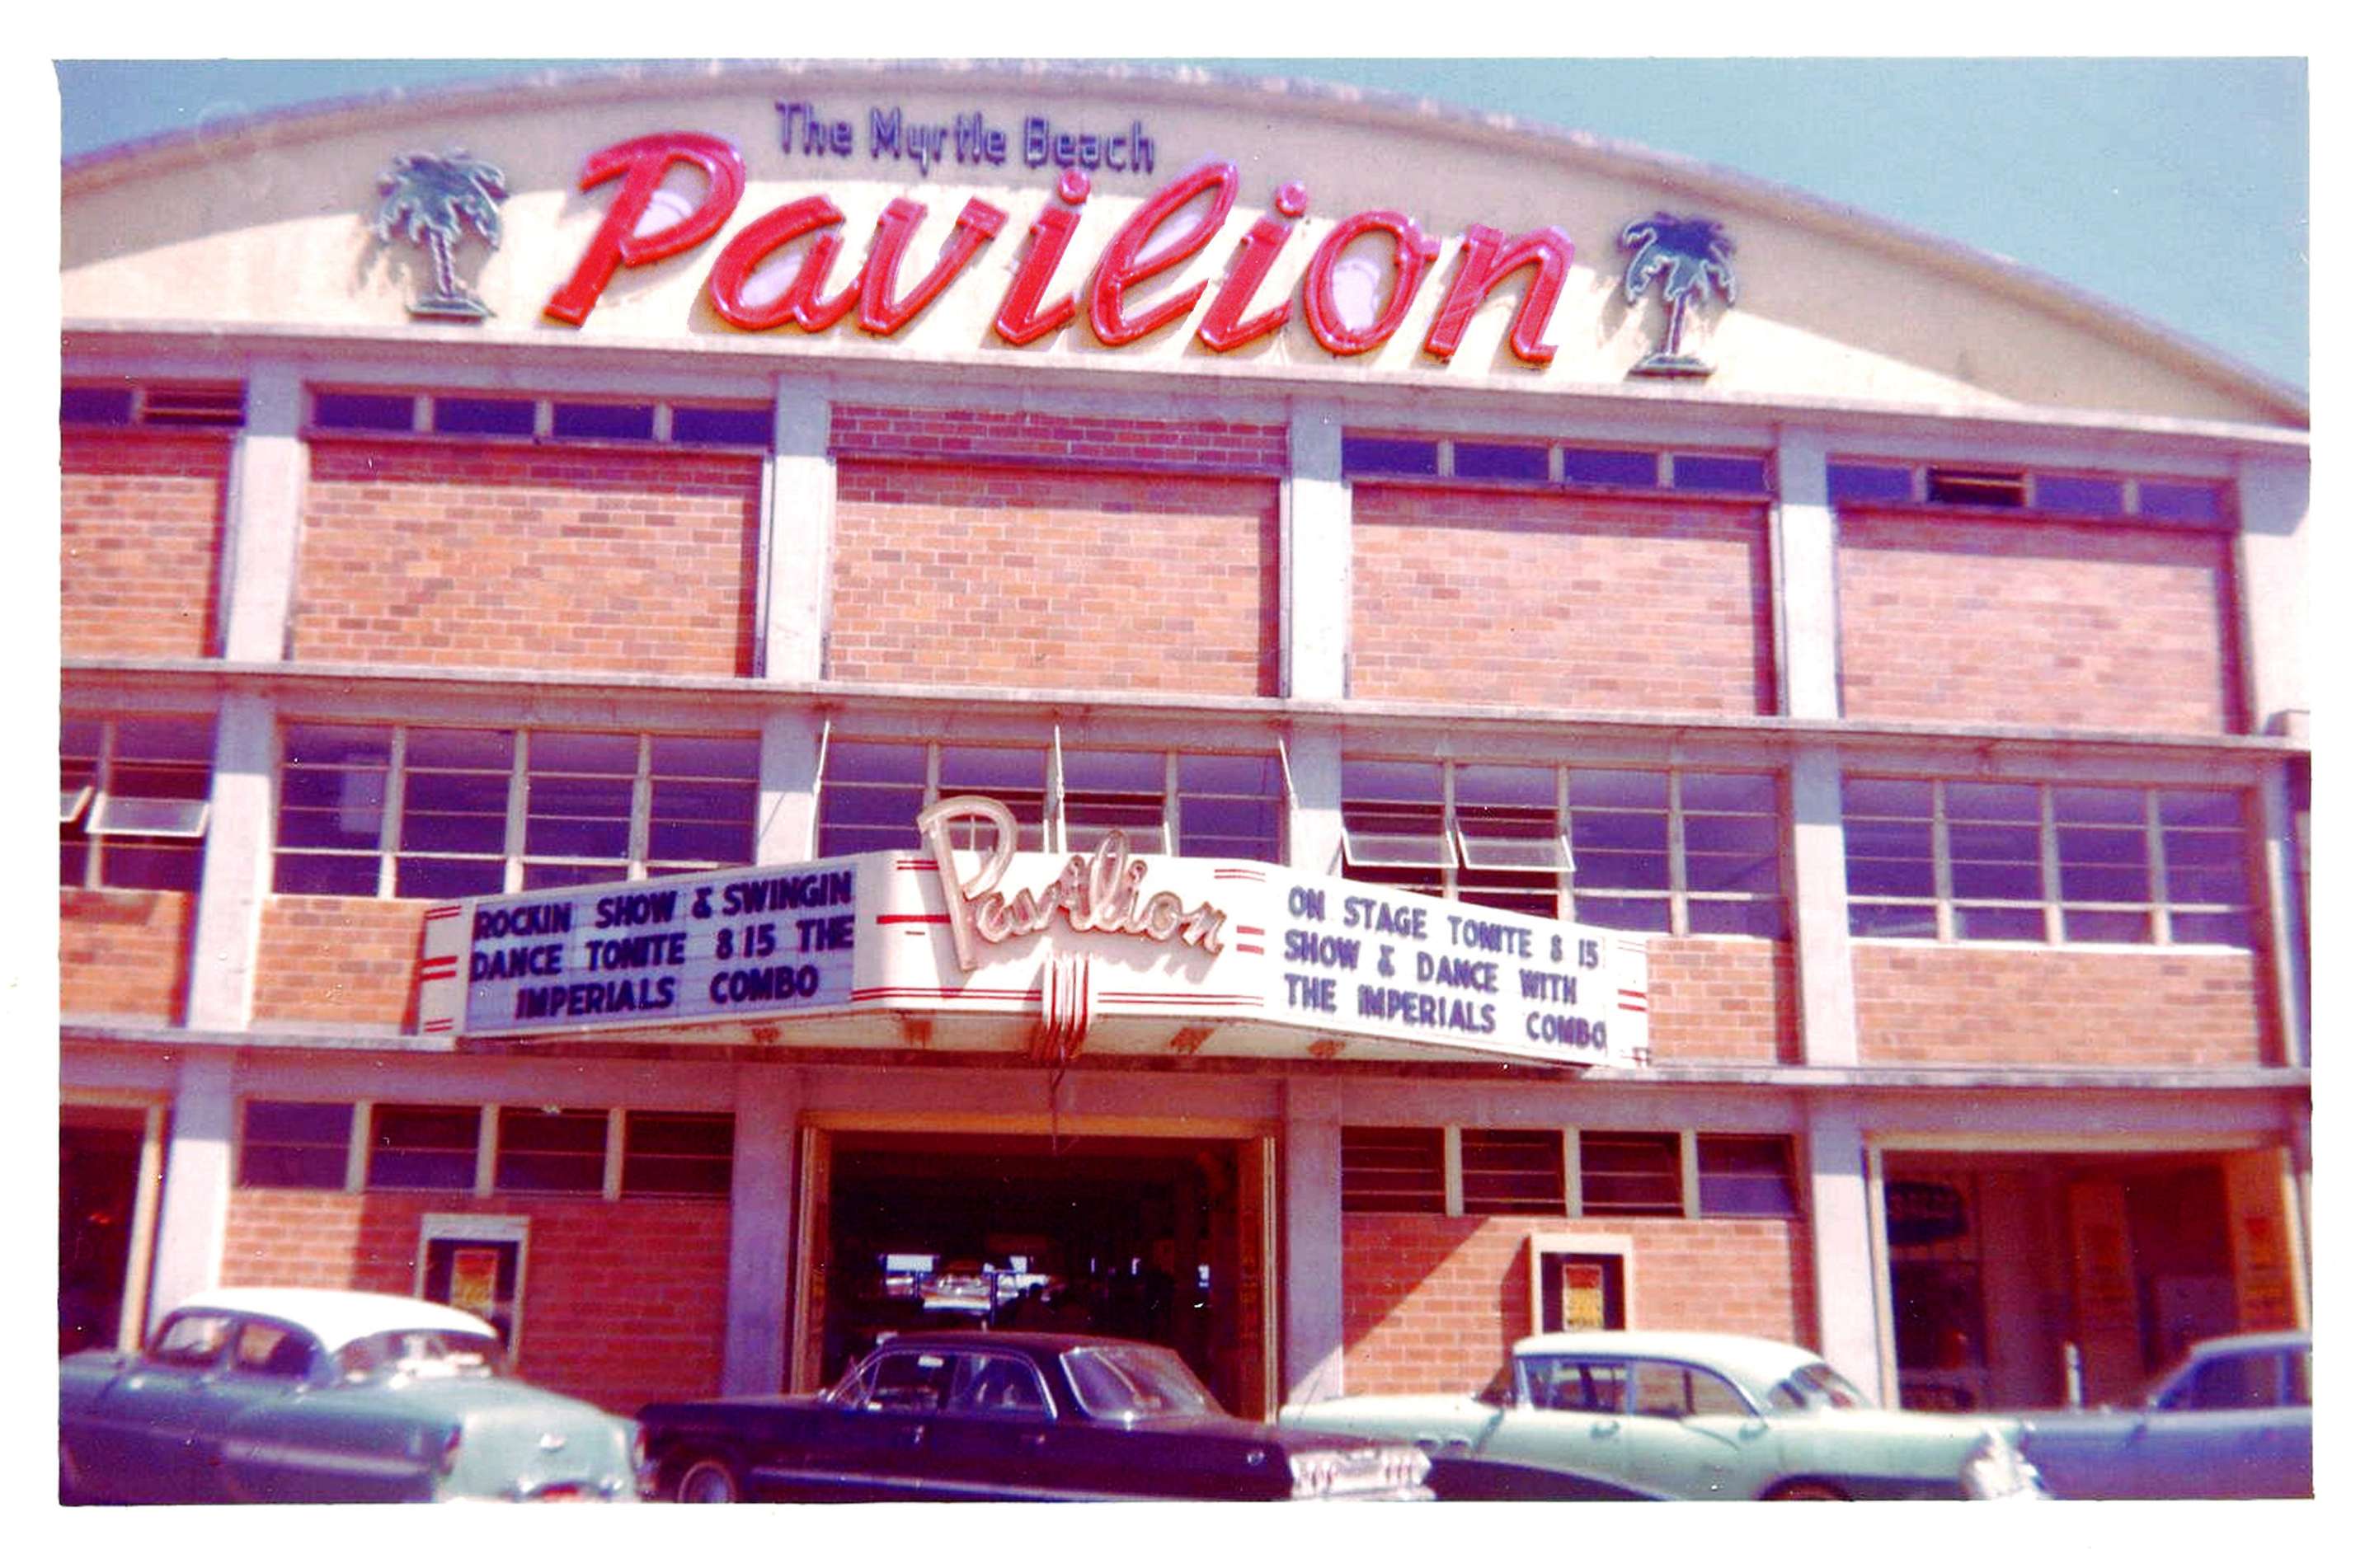 The Myrtle Beach
Pavilion
ROCKIN SHOW & SWINGIN
DANCE TONITE 8 15 THE
IMPERIALS COMBO
Pavilion
ON STAGE TONITE 8 15
SHOW & DANCE WITH
THE IMPERIALS COMBO